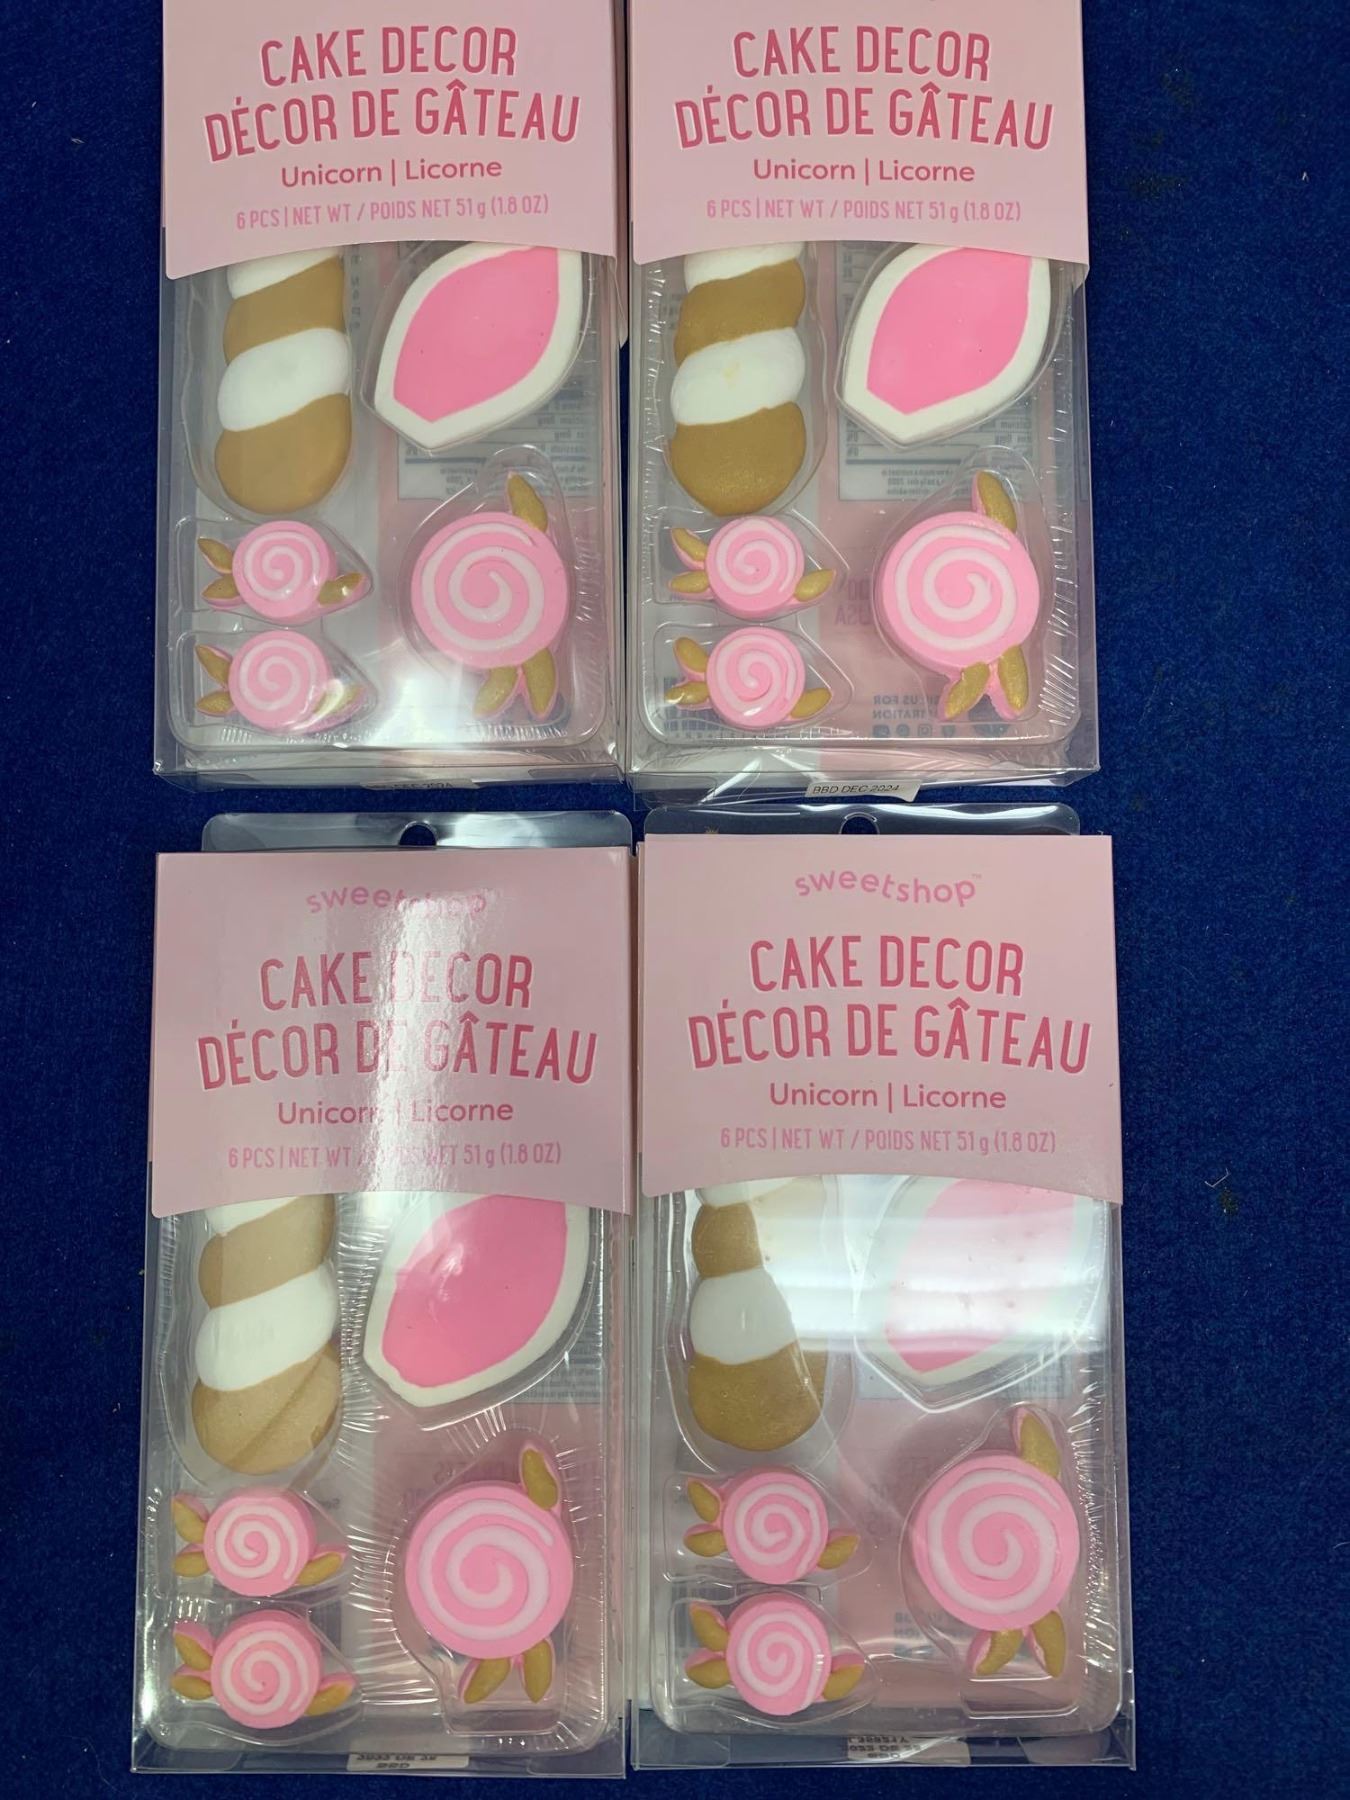 CAKE DECOR
DÉCOR DE GÂTEAU
Unicorn | Licorne
6 PCS | NET WT / POIDS NET 51 g (1.8 OZ)
CAKE DECOR
DÉCOR DE GÂTEAU
Unicorn | Licorne
6 PCS | NET WT / POIDS NET 51 g (1.8 OZ)
BBD DEC 2024
sweetshop
CAKE DECOR
DÉCOR DE GÂTEAU
Unicorn | Licorne
6 PCS | NET WT / POIDS NET 51 g (1.8 OZ)
sweetshop™
CAKE DECOR
DÉCOR DE GÂTEAU
Unicorn | Licorne
6 PCS | NET WT / POIDS NET 51 g (1.8 OZ)